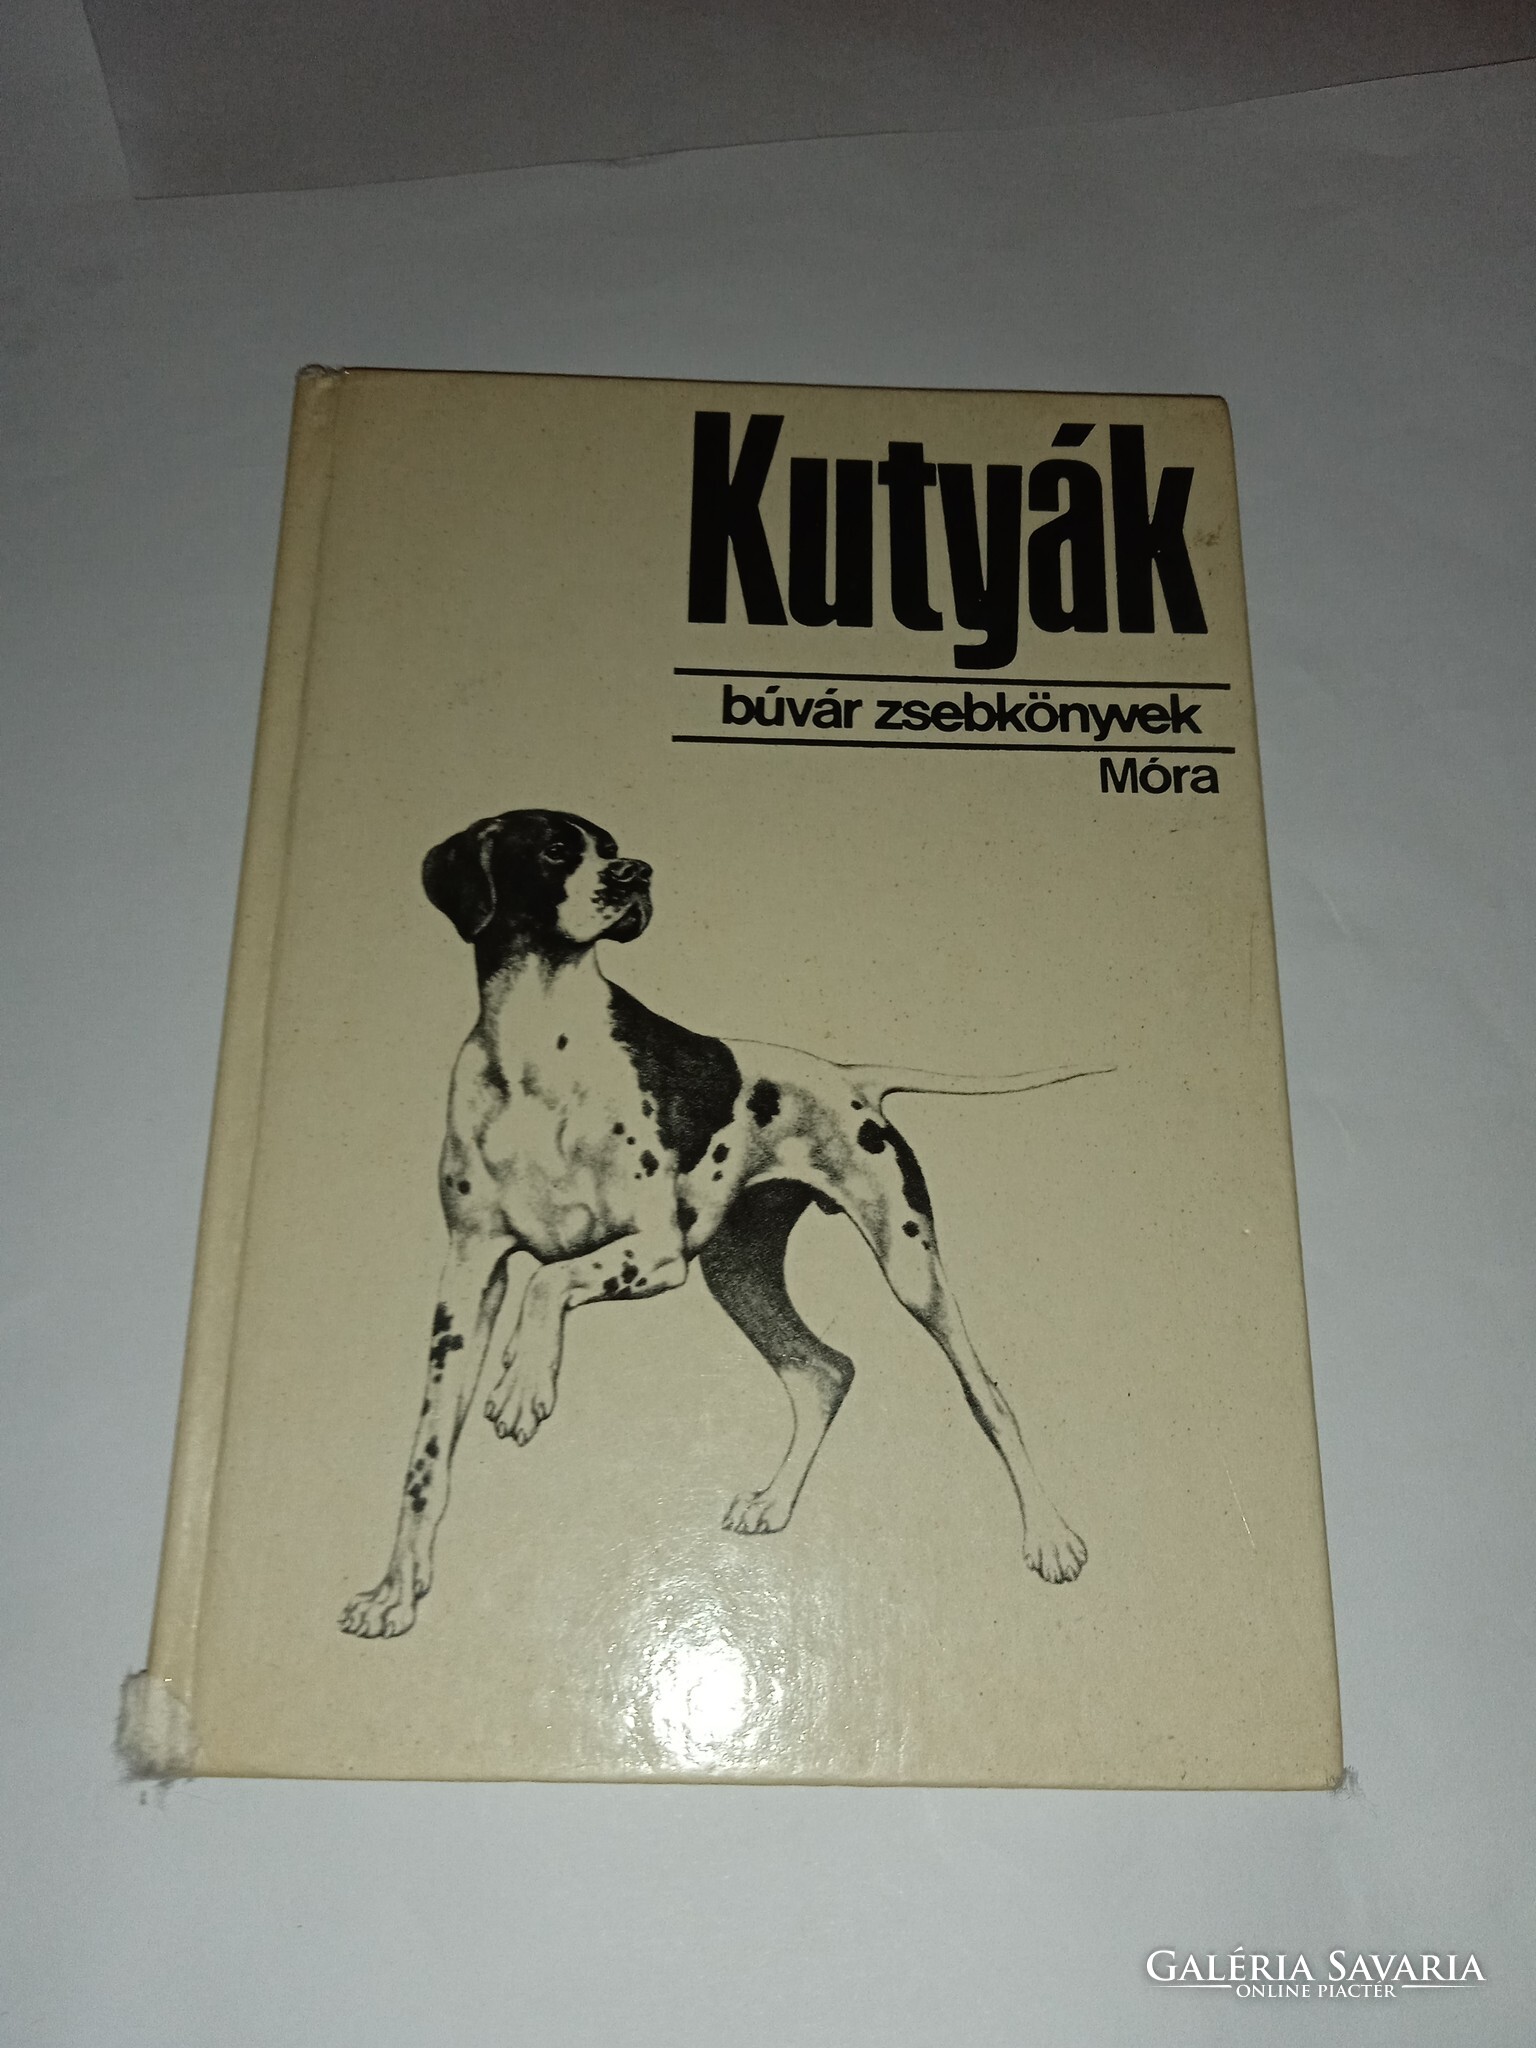 Kutyák
búvár zsebkönyvek
Móra
GALÉRIA SAVARIA
ONLINE PIACTÉR